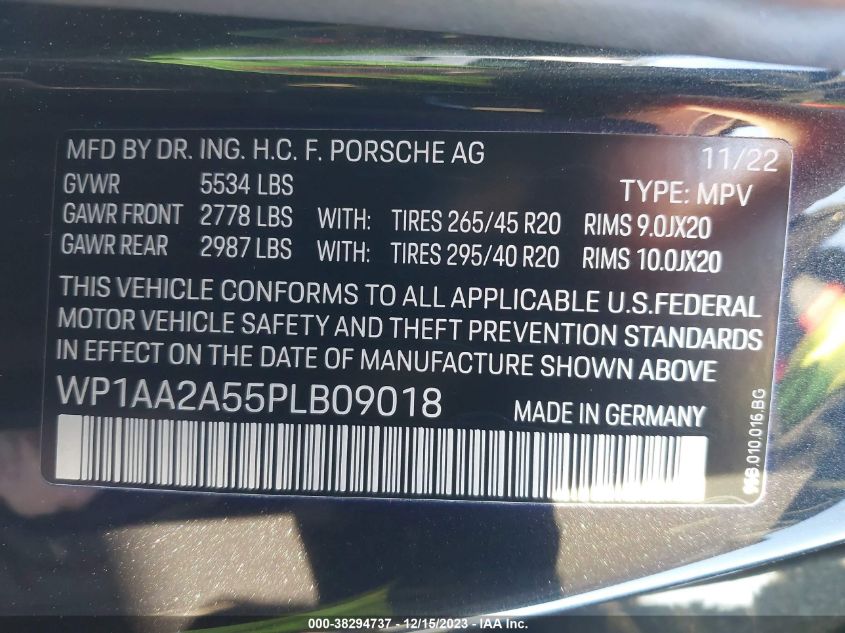 MFD BY DR. ING. H.C. F. PORSCHE AG 11/22
GVWR 5534 LBS TYPE: MPV
GAWR FRONT 2778 LBS WITH: TIRES 265/45 R20 RIMS 9.0JX20
GAWR REAR 2987 LBS WITH: TIRES 295/40 R20 RIMS 10.0JX20
THIS VEHICLE CONFORMS TO ALL APPLICABLE U.S.FEDERAL
MOTOR VEHICLE SAFETY AND THEFT PREVENTION STANDARDS
IN EFFECT ON THE DATE OF MANUFACTURE SHOWN ABOVE
WP1AA2A55PLB09018 MADE IN GERMANY
000-38294737 - 12/15/2023 - IAA Inc.